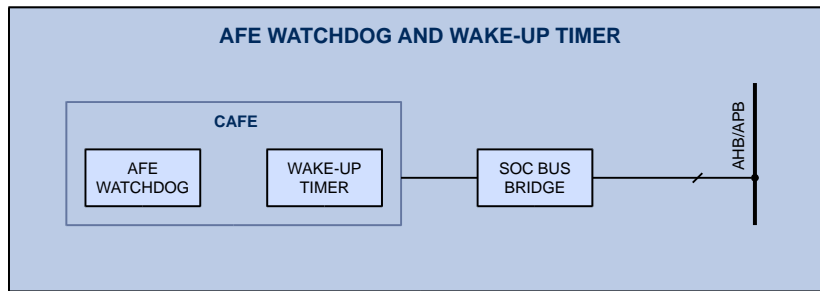 AFE WATCHDOG AND WAKE-UP TIMER
CAFE
AFE
WATCHDOG
WAKE-UP
TIMER
SOC BUS
BRIDGE
AHB/APB